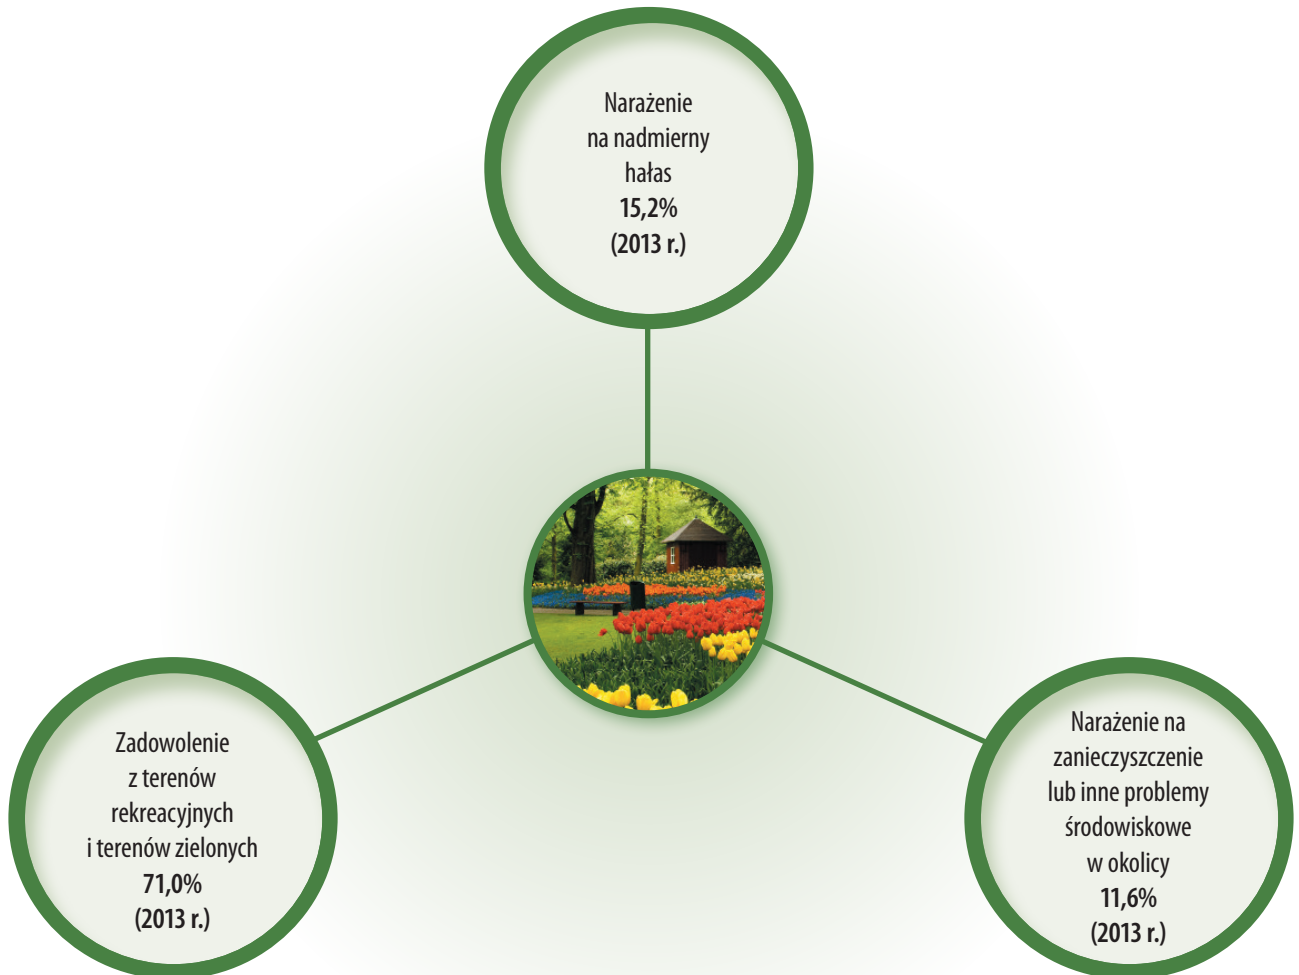 Narażenie
na nadmierny
hałas
15,2%
(2013 r.)
Zadowolenie
z terenów
rekreacyjnych
i terenów zielonych
71,0%
(2013 r.)
Narażenie na
zanieczyszczenie
lub inne problemy
środowiskowe
w okolicy
11,6%
(2013 r.)